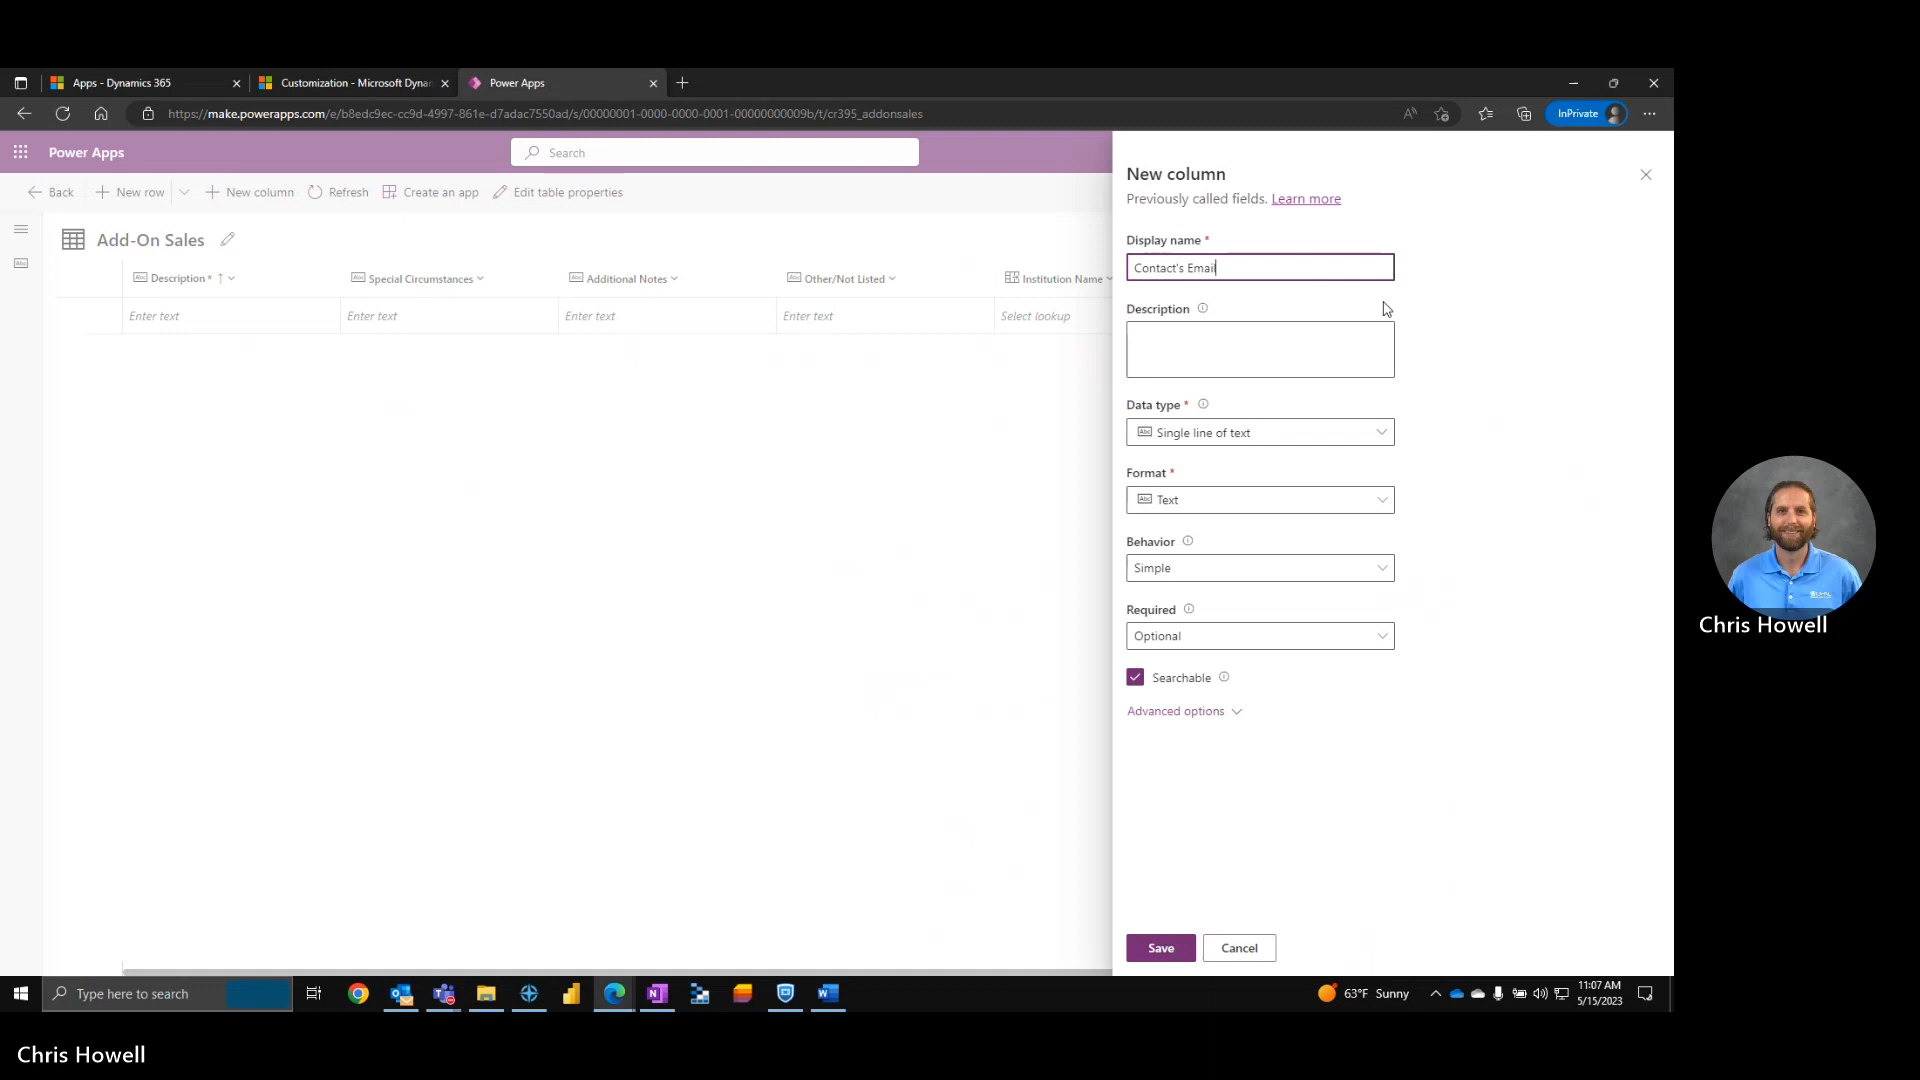 Apps - Dynamics 365
Customization - Microsoft Dynan
Power Apps
https://make.powerapps.com/e/b8edc9ec-cc9d-4997-861e-d7adac7550ad/s/00000001-0000-0000-0001-00000000009b/t/cr395_addonsales
InPrivate
Power Apps
Search
Back
New row
New column
Refresh
Create an app
Edit table properties
Add-On Sales
Description *
Special Circumstances
Additional Notes
Other/Not Listed
Institution Name
Enter text
Enter text
Enter text
Enter text
Select lookup
New column
Previously called fields. Learn more
Display name *
Contact's Email
Description
Data type *
Abc Single line of text
Format *
Abc Text
Behavior
Simple
Required
Optional
Searchable
Advanced options
Save
Cancel
Type here to search
63°F Sunny
11:07 AM
5/15/2023
Chris Howell
Chris Howell